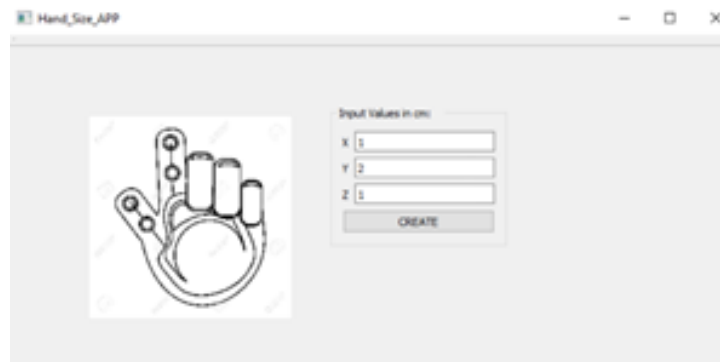 Hand_Size_APP
Input Values in cm:
X 1
Y 2
Z 1
CREATE